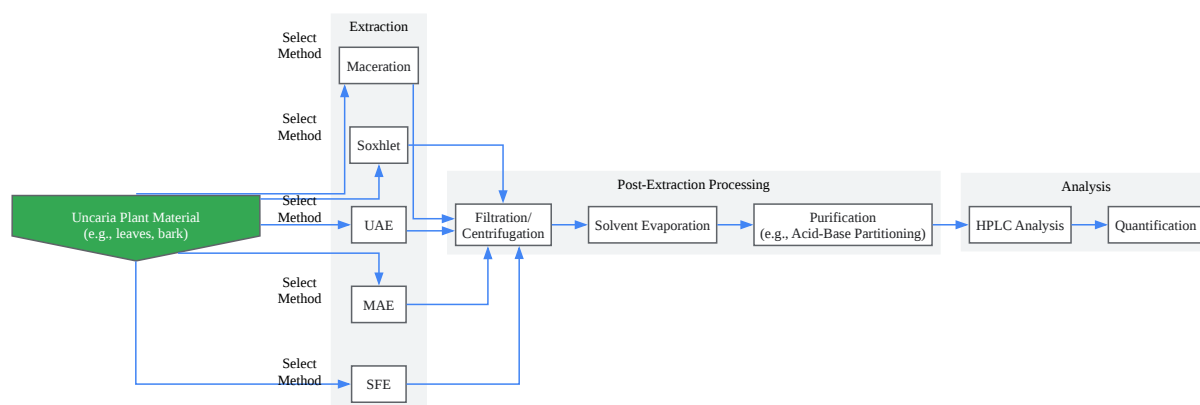 Extraction
Select
Method
Maceration
Select
Method
Soxhlet
Post-Extraction Processing
Analysis
Uncaria Plant Material
(e.g., leaves, bark)
Select
Method
UAE
Filtration/
Centrifugation
Solvent Evaporation
Purification
(e.g., Acid-Base Partitioning)
HPLC Analysis
Quantification
Select
Method
MAE
Select
Method
SFE